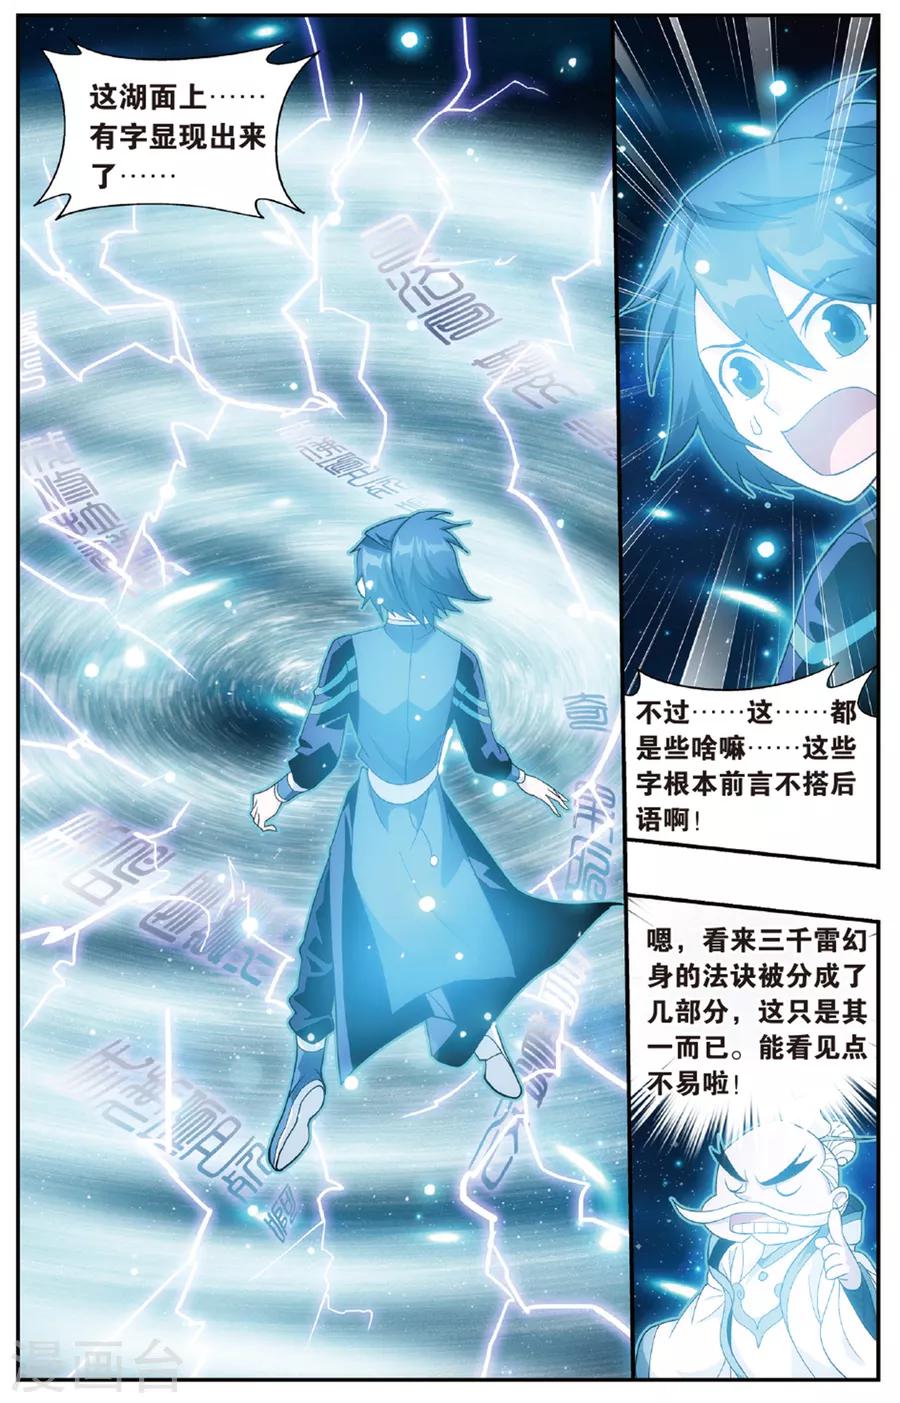 这湖面上……
有字显现出来
了……
不过……这……都
是些啥嘛……这些
字根本前言不搭后
语啊！
嗯，看来三千雷幻
身的法诀被分成了
几部分，这只是其
一而已。能看见点
不易啦！
漫画台